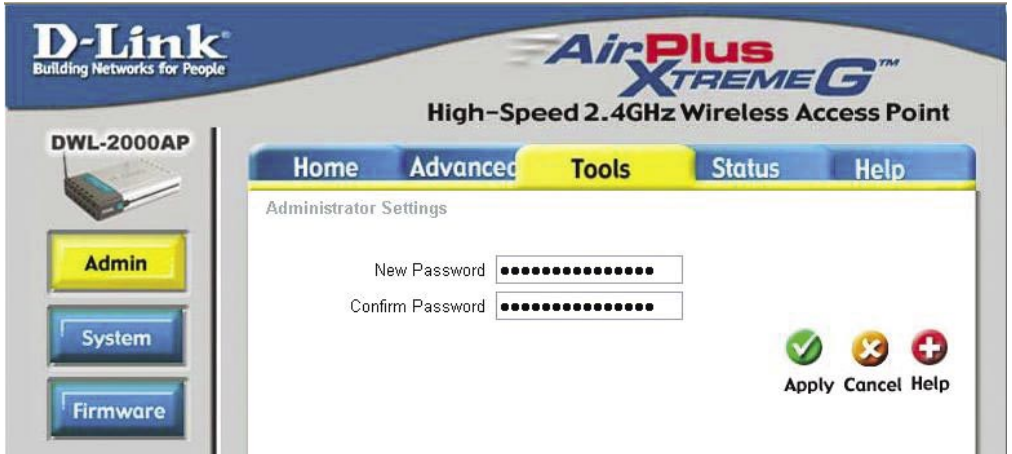 D-Link
Building Networks for People
AirPlus
XTREME G™
High-Speed 2.4GHz Wireless Access Point
DWL-2000AP
Home Advanced Tools Status Help
Administrator Settings
Admin
New Password •••••••••••••••
Confirm Password •••••••••••••••
System
Apply Cancel Help
Firmware